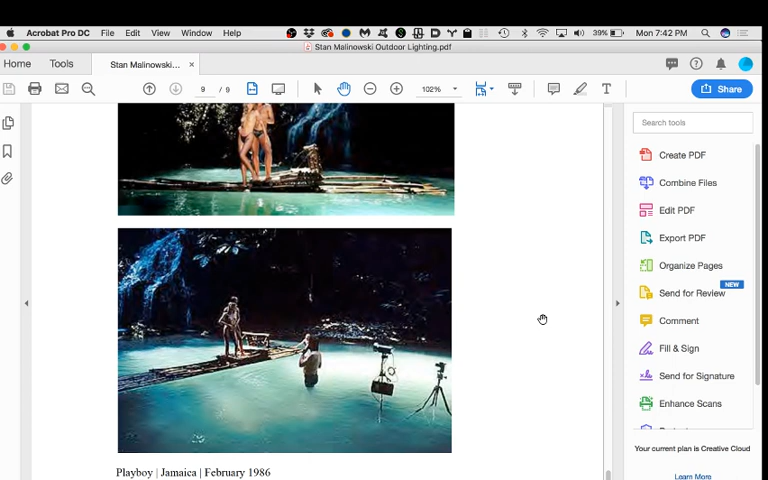 Acrobat Pro DC File Edit View Window Help 39% Mon 7:42 PM
Stan Malinowski Outdoor Lighting.pdf
Home Tools Stan Malinowski... ×
9 / 9 102% Share
Search tools
Create PDF
Combine Files
Edit PDF
Export PDF
Organize Pages
NEW
Send for Review
Comment
Fill & Sign
Send for Signature
Enhance Scans
Your current plan is Creative Cloud
Learn More
Playboy | Jamaica | February 1986